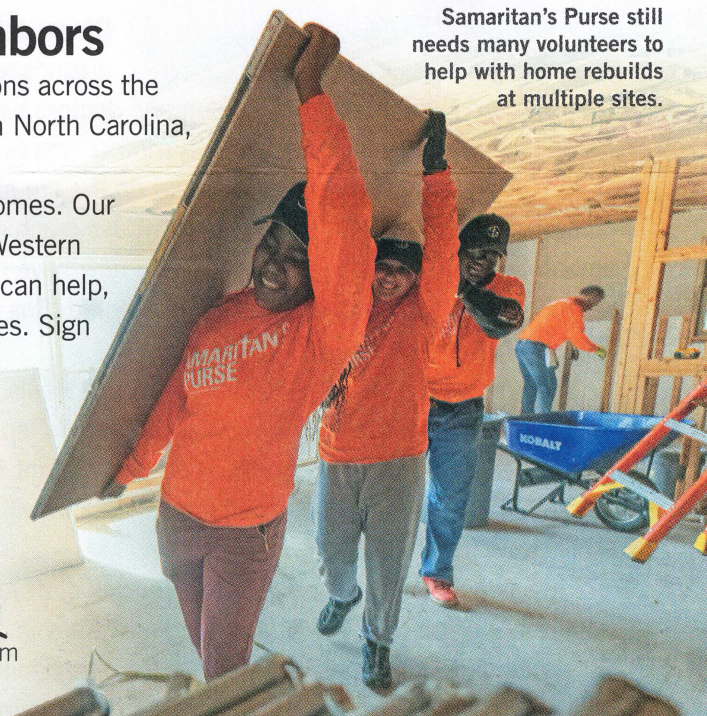 Samaritan's Purse still
needs many volunteers to
help with home rebuilds
at multiple sites.
North Carolina,
omes. Our
Western
can help,
es. Sign
ons across the
AMARITAN'S
PURSE
KOBALT